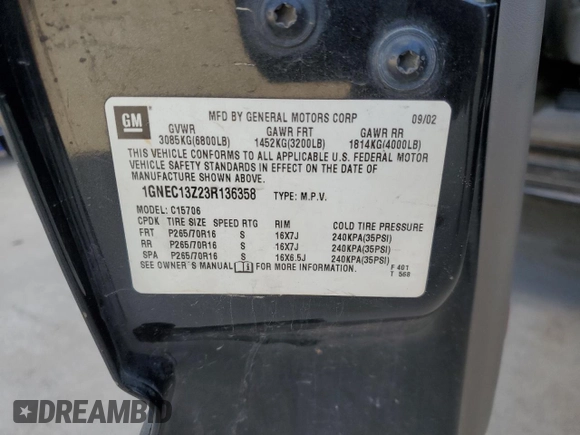 GM
MFD BY GENERAL MOTORS CORP 09/02
GVWR GAWR FRT GAWR RR
3085KG(6800LB) 1452KG(3200LB) 1814KG(4000LB)
THIS VEHICLE CONFORMS TO ALL APPLICABLE U.S. FEDERAL MOTOR
VEHICLE SAFETY STANDARDS IN EFFECT ON THE DATE OF
MANUFACTURE SHOWN ABOVE.
1GNEC13Z23R136358 TYPE: M.P.V.
MODEL: C15706
CPDK TIRE SIZE SPEED RTG RIM COLD TIRE PRESSURE
FRT P265/70R16 S 16X7J 240KPA(35PSI)
RR P265/70R16 S 16X7J 240KPA(35PSI)
SPA P265/70R16 S 16X6.5J 240KPA(35PSI)
SEE OWNER'S MANUAL FOR MORE INFORMATION. F 401
T 568
DREAMBID